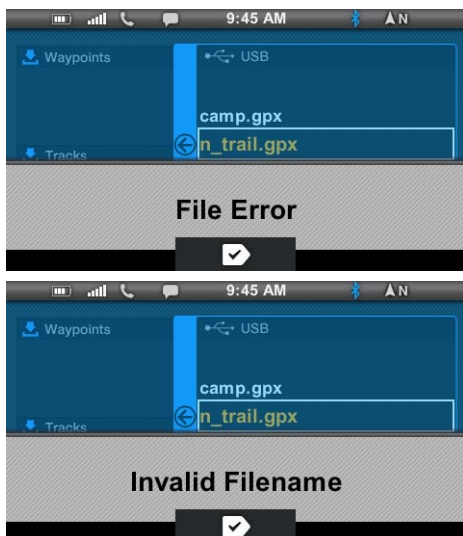 9:45 AM N
Waypoints USB
camp.gpx
n_trail.gpx
Tracks
File Error
9:45 AM N
Waypoints USB
camp.gpx
n_trail.gpx
Tracks
Invalid Filename